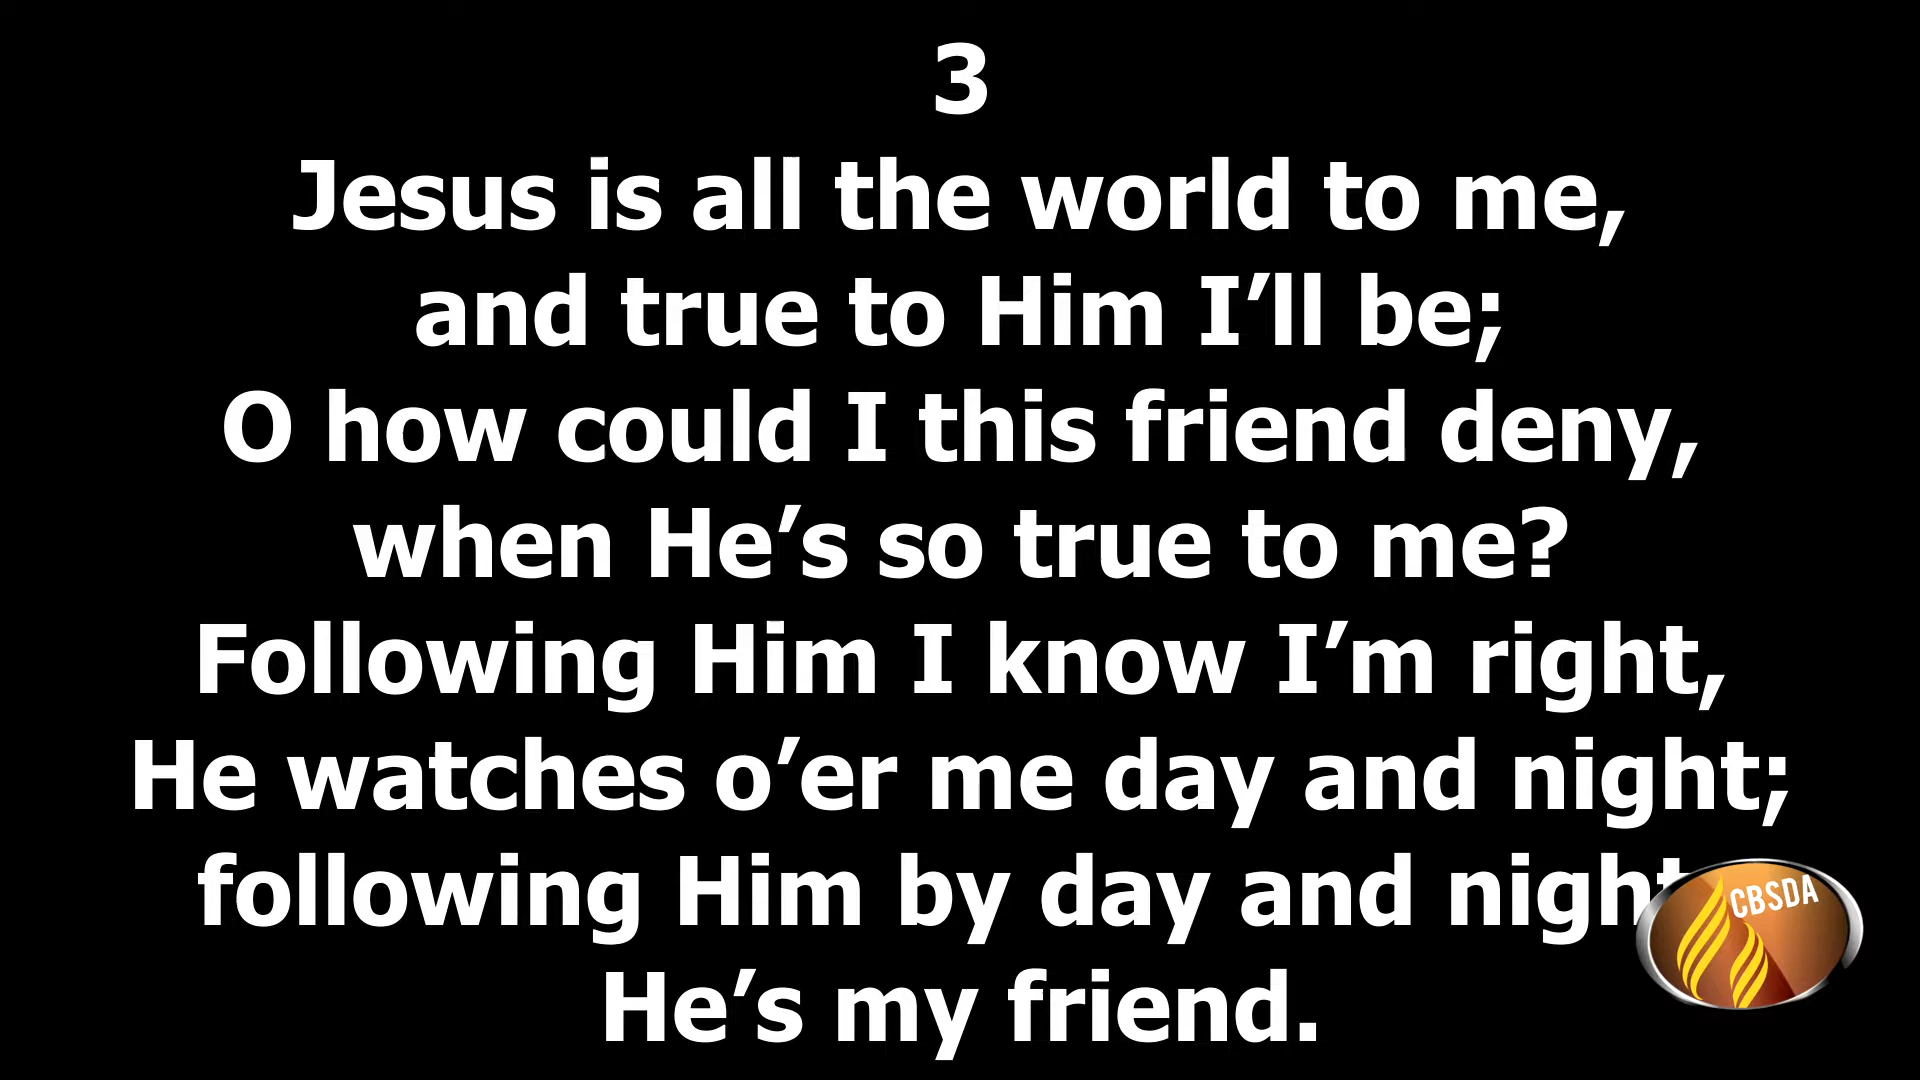 3
Jesus is all the world to me,
and true to Him I’ll be;
O how could I this friend deny,
when He’s so true to me?
Following Him I know I’m right,
He watches o’er me day and night;
following Him by day and night
He’s my friend.
CBSDA